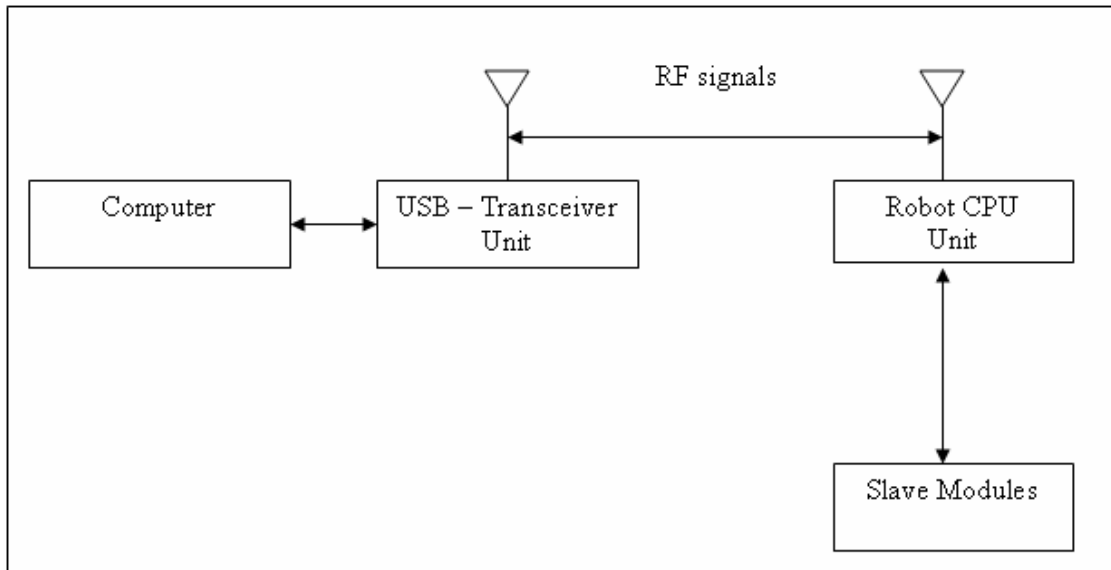 RF signals
Computer
USB – Transceiver
Unit
Robot CPU
Unit
Slave Modules